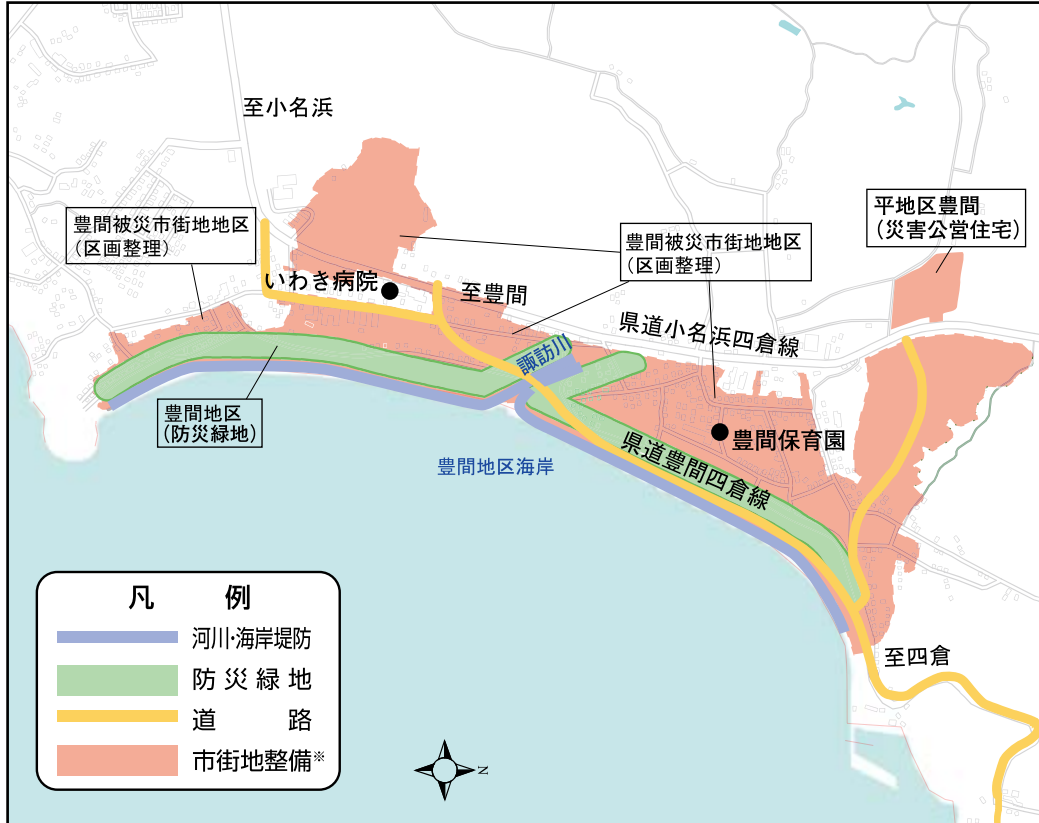 至小名浜
豊間被災市街地地区
（区画整理）
いわき病院
至豊間
豊間被災市街地地区
（区画整理）
平地区豊間
（災害公営住宅）
県道小名浜四倉線
諏訪川
豊間地区
（防災緑地）
豊間地区海岸
豊間保育園
県道豊間四倉線
至四倉
凡 例
河川・海岸堤防
防災緑地
道 路
市街地整備※
N